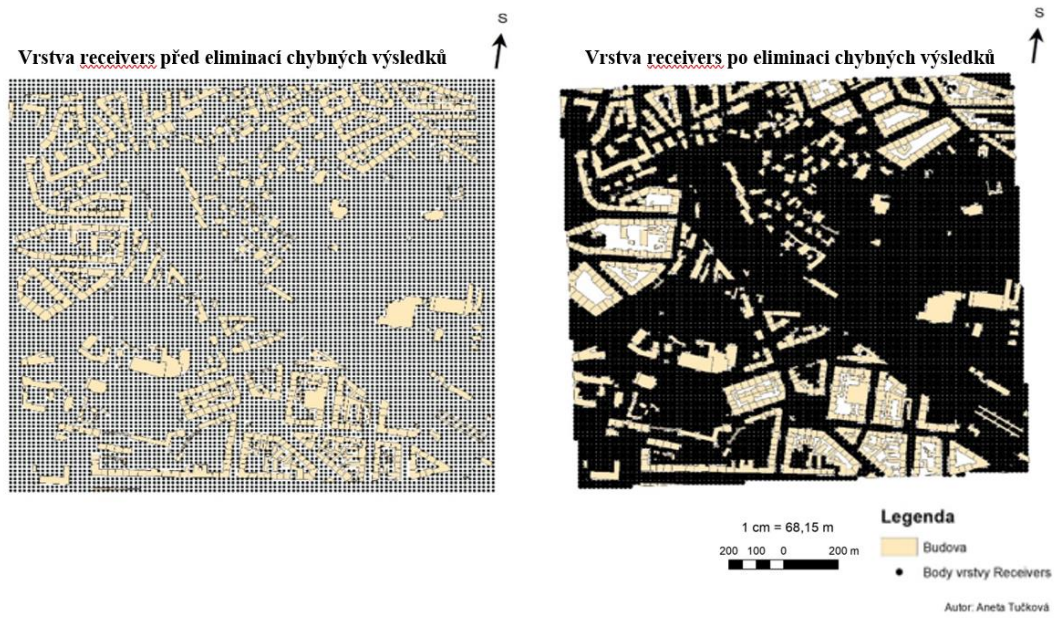 S
S
Vrstva receivers před eliminací chybných výsledků
Vrstva receivers po eliminaci chybných výsledků
1 cm = 68,15 m
200 100 0 200 m
Legenda
Budova
Body vrstvy Receivers
Autor: Aneta Tučková